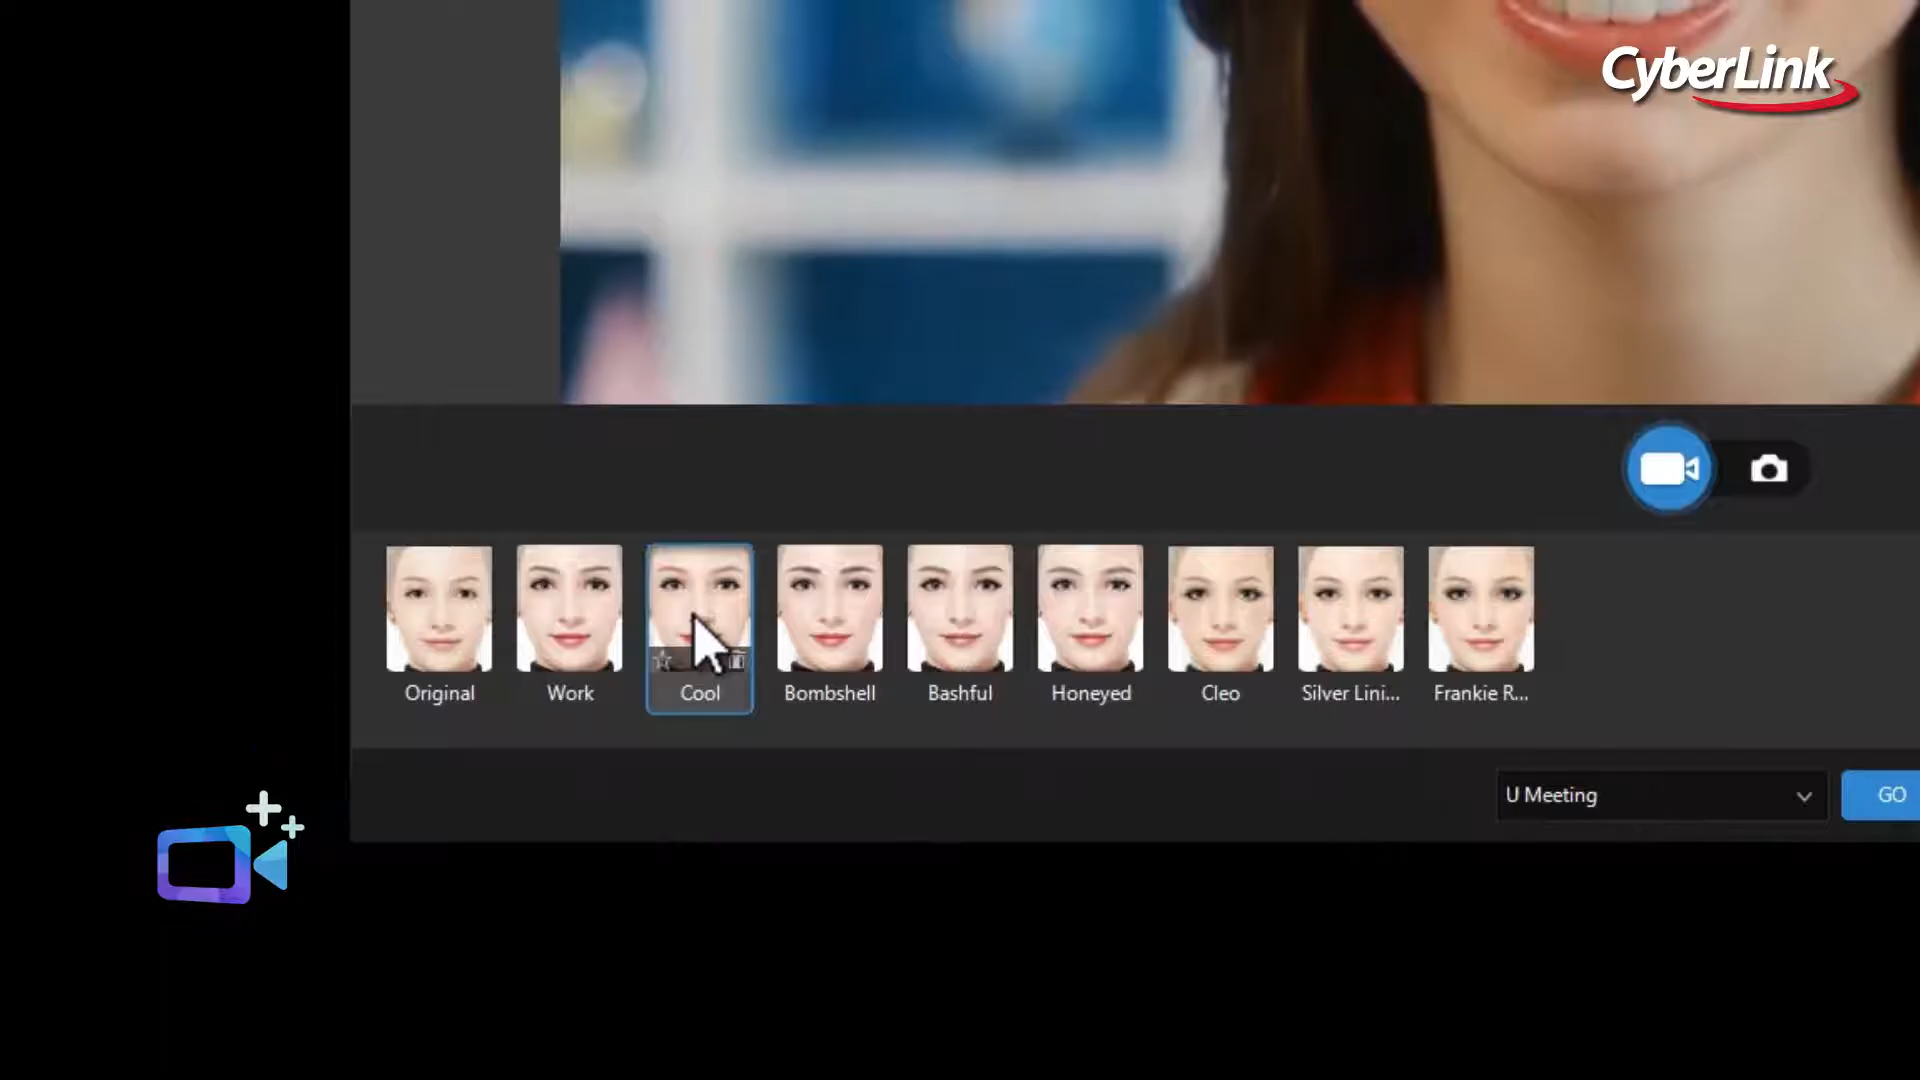 CyberLink
Original
Work
Cool
Bombshell
Bashful
Honeyed
Cleo
Silver Lini...
Frankie R...
U Meeting
GO